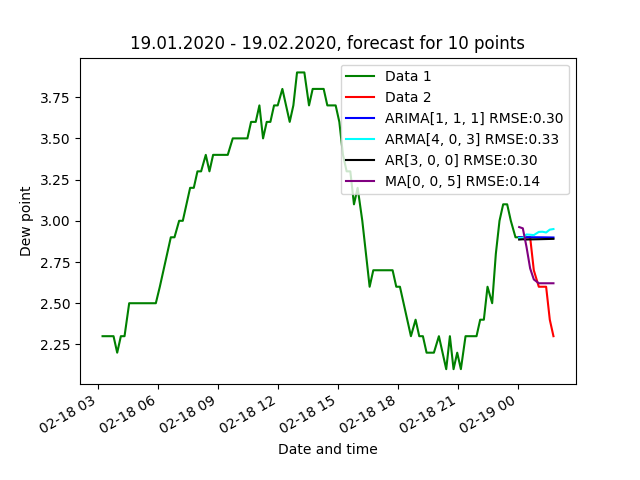 19.01.2020 - 19.02.2020, forecast for 10 points
Data 1
Data 2
ARIMA[1, 1, 1] RMSE:0.30
ARMA[4, 0, 3] RMSE:0.33
AR[3, 0, 0] RMSE:0.30
MA[0, 0, 5] RMSE:0.14
Dew point
3.75
3.50
3.25
3.00
2.75
2.50
2.25
02-18 03
02-18 06
02-18 09
02-18 12
02-18 15
02-18 18
02-18 21
02-19 00
Date and time